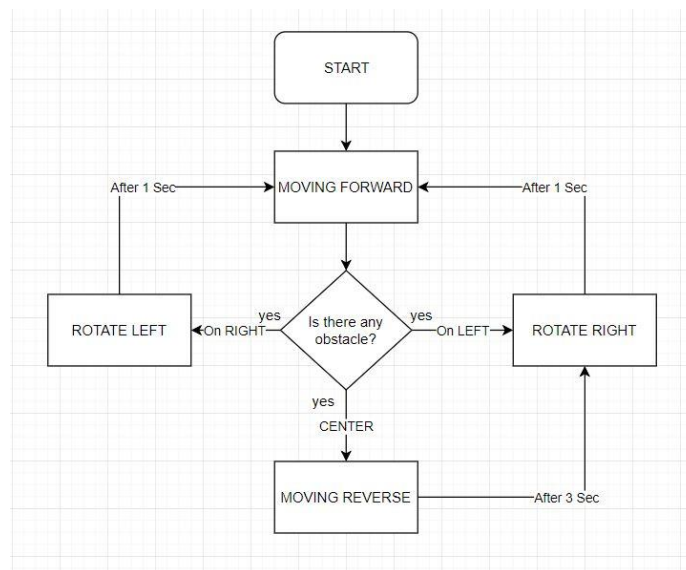 START
After 1 Sec
MOVING FORWARD
After 1 Sec
ROTATE LEFT
On RIGHT
yes
Is there any
obstacle?
yes
On LEFT
ROTATE RIGHT
yes
CENTER
MOVING REVERSE
After 3 Sec